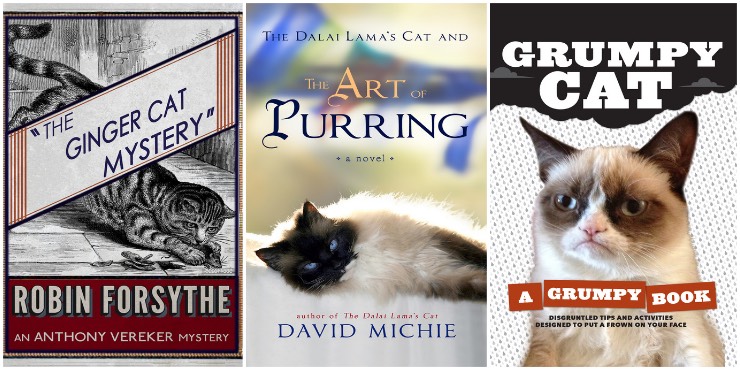 "THE
GINGER CAT
MYSTERY"
ROBIN FORSYTHE
AN ANTHONY VEREKER MYSTERY
THE DALAI LAMA'S CAT AND
THE ART OF
PURRING
• a novel •
author of The Dalai Lama's Cat
DAVID MICHIE
GRUMPY
CAT
A GRUMPY BOOK
DISGRUNTLED TIPS AND ACTIVITIES
DESIGNED TO PUT A FROWN ON YOUR FACE